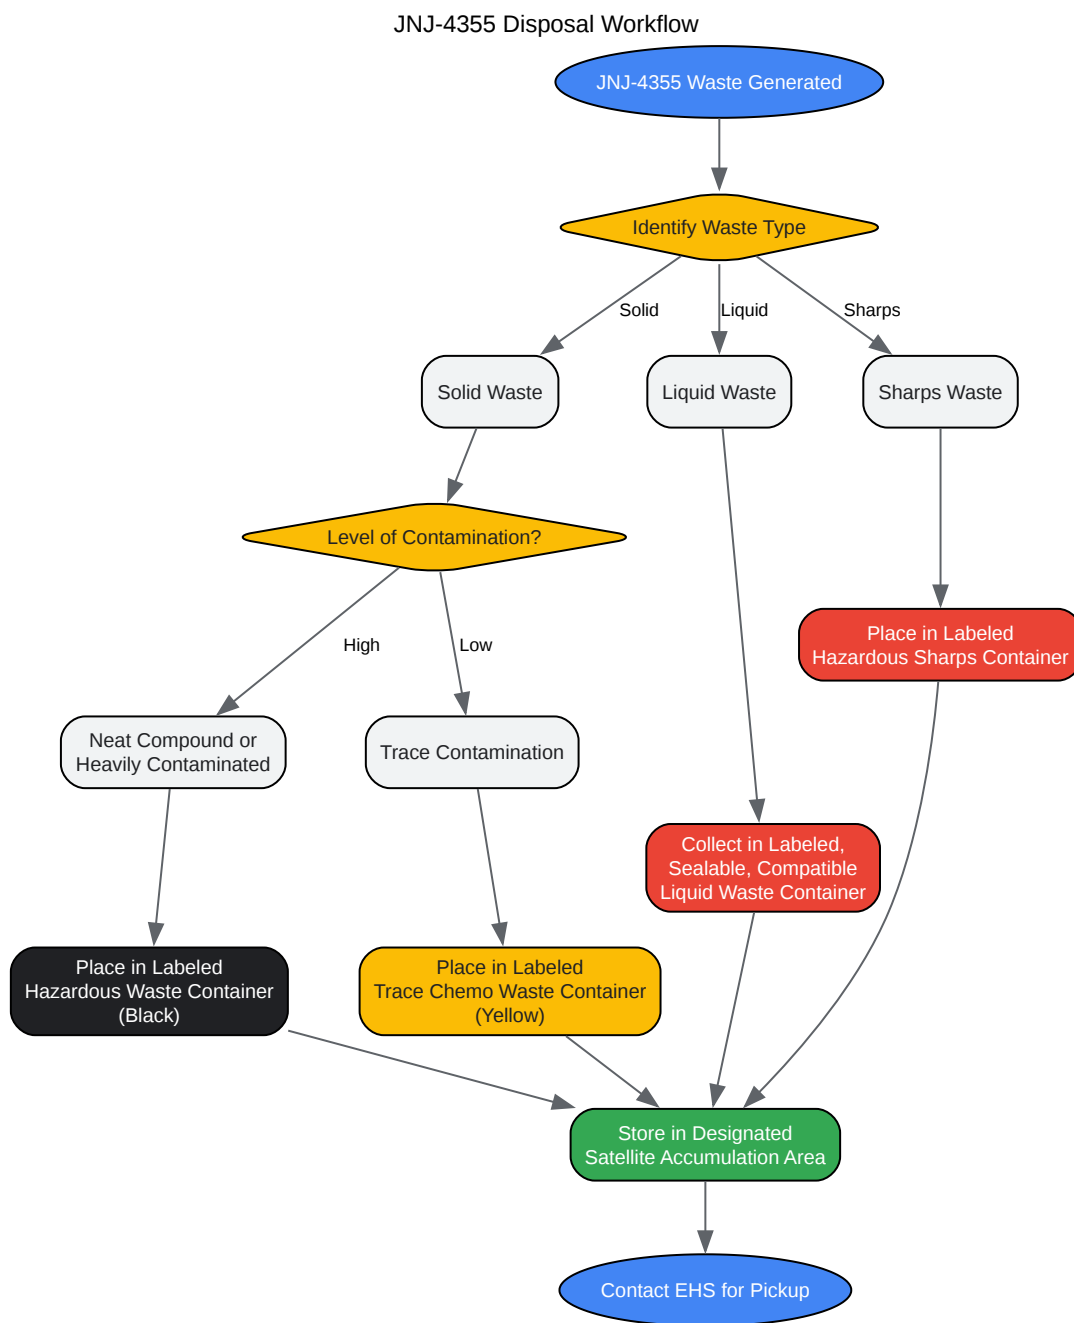 JNJ-4355 Disposal Workflow
JNJ-4355 Waste Generated
Identify Waste Type
Solid
Liquid
Sharps
Solid Waste
Liquid Waste
Sharps Waste
Level of Contamination?
High
Low
Place in Labeled
Hazardous Sharps Container
Neat Compound or
Heavily Contaminated
Trace Contamination
Collect in Labeled,
Sealable, Compatible
Liquid Waste Container
Place in Labeled
Hazardous Waste Container
(Black)
Place in Labeled
Trace Chemo Waste Container
(Yellow)
Store in Designated
Satellite Accumulation Area
Contact EHS for Pickup